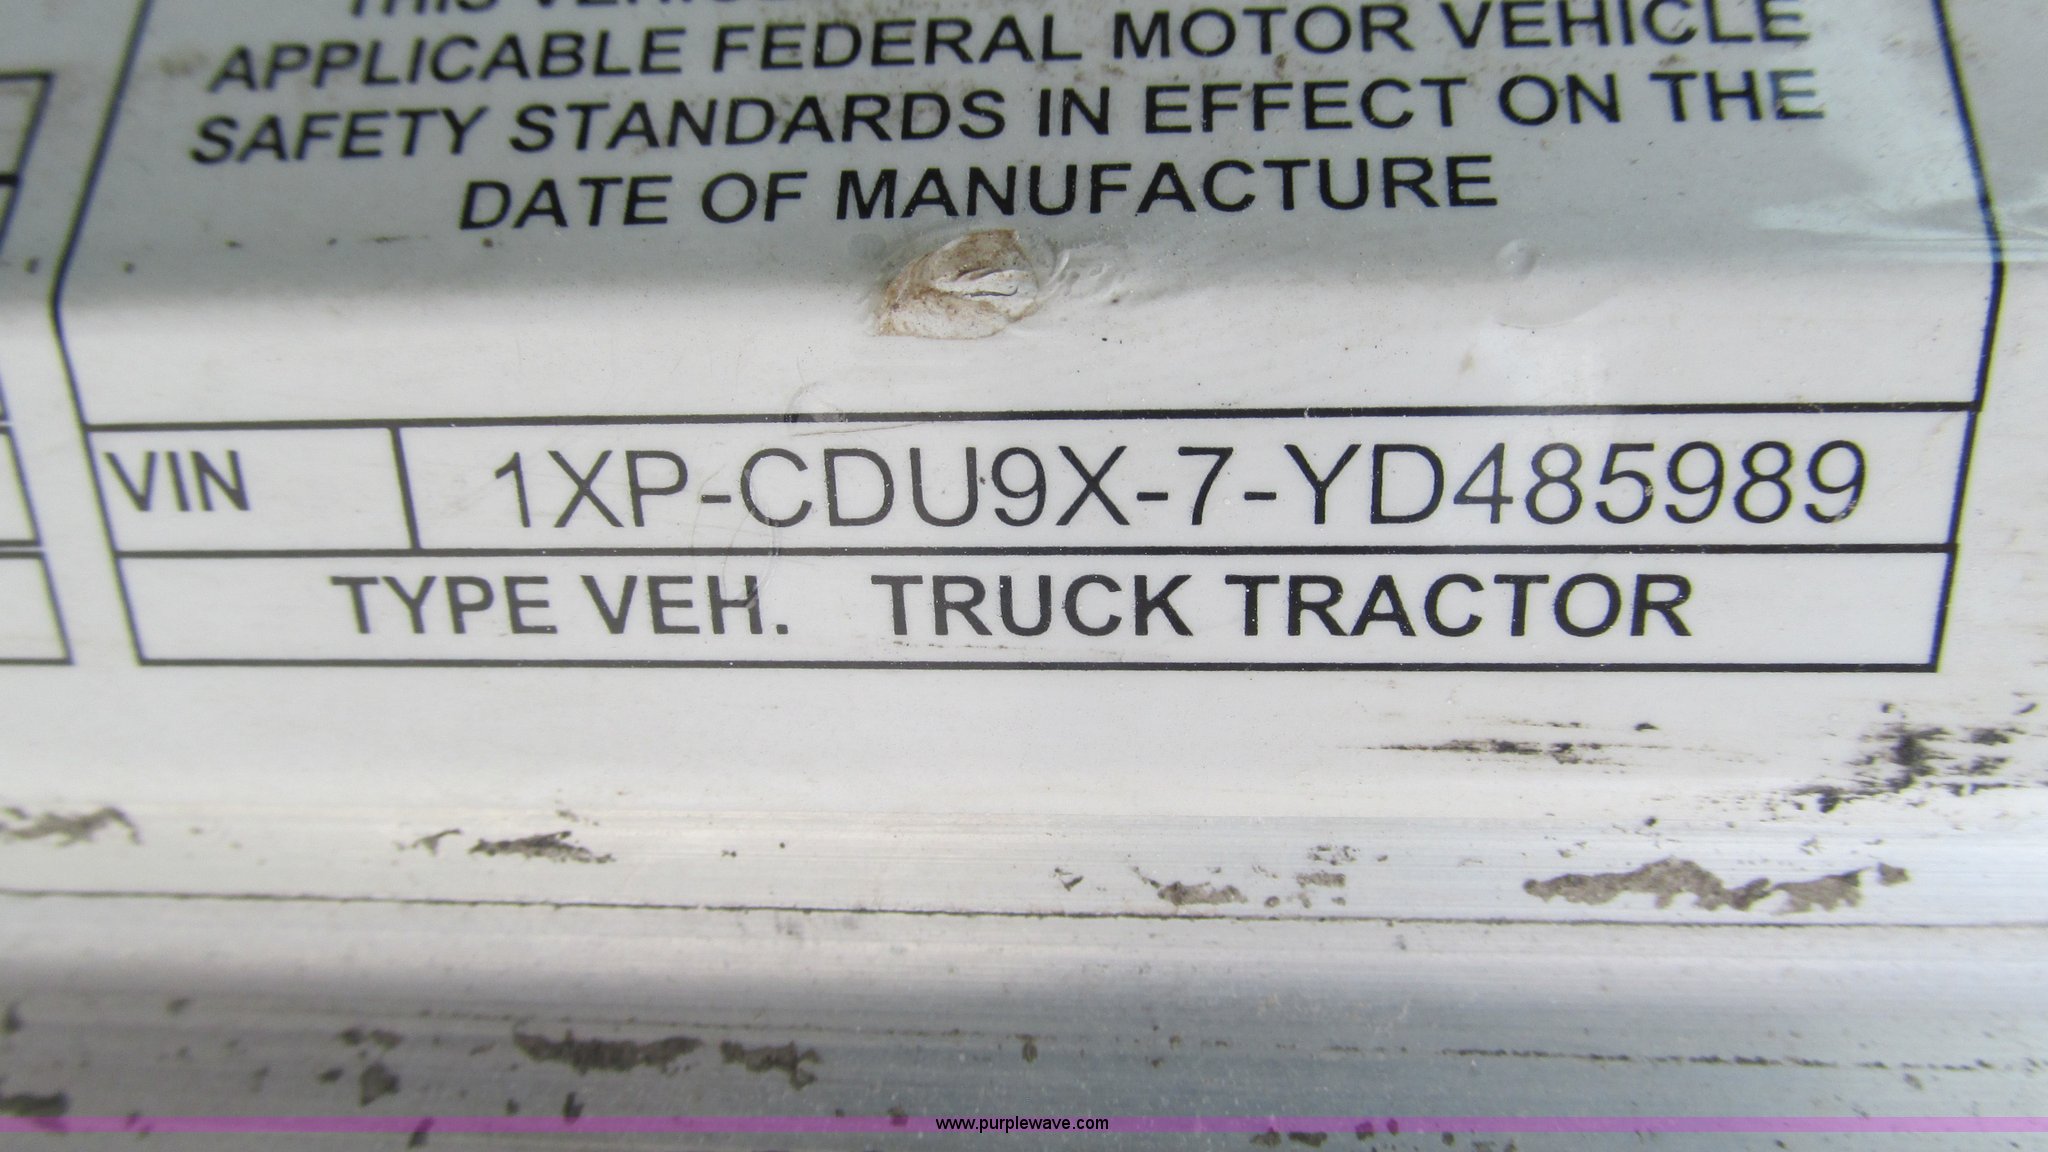 THIS
APPLICABLE FEDERAL MOTOR VEHICLE
SAFETY STANDARDS IN EFFECT ON THE
DATE OF MANUFACTURE
VIN 1XP-CDU9X-7-YD485989
TYPE VEH. TRUCK TRACTOR
www.purplewave.com